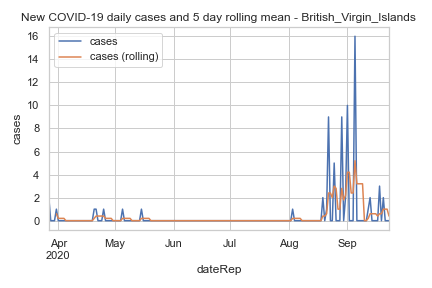 New COVID-19 daily cases and 5 day rolling mean - British_Virgin_Islands
cases
cases (rolling)
16
14
12
10
8
6
4
2
0
cases
Apr May Jun Jul Aug Sep
2020
dateRep